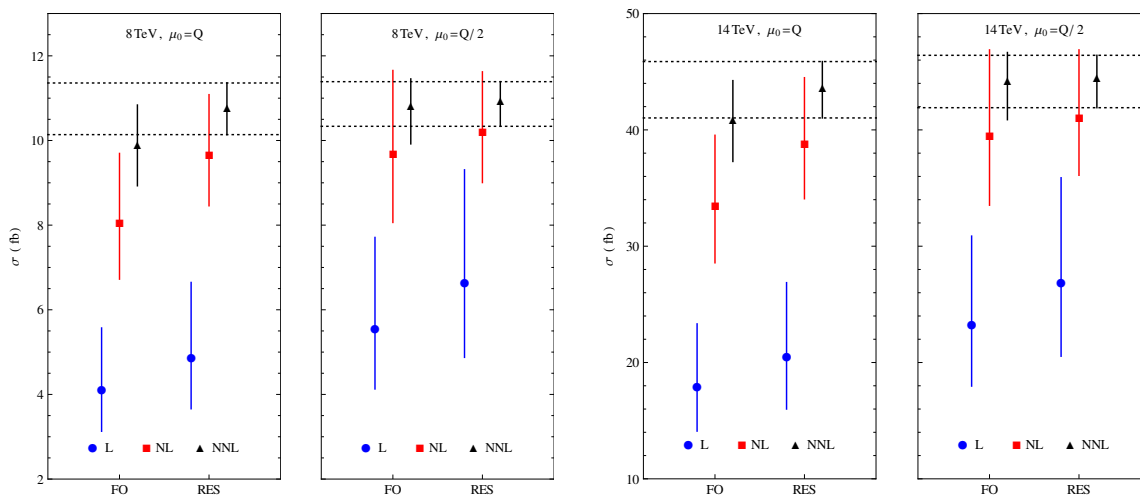 8 TeV, μ₀=Q
8 TeV, μ₀=Q/2
14 TeV, μ₀=Q
14 TeV, μ₀=Q/2
σ (fb)
12
10
8
6
4
2
L NL NNL
FO RES
L NL NNL
FO RES
σ (fb)
50
40
30
20
10
L NL NNL
FO RES
L NL NNL
FO RES